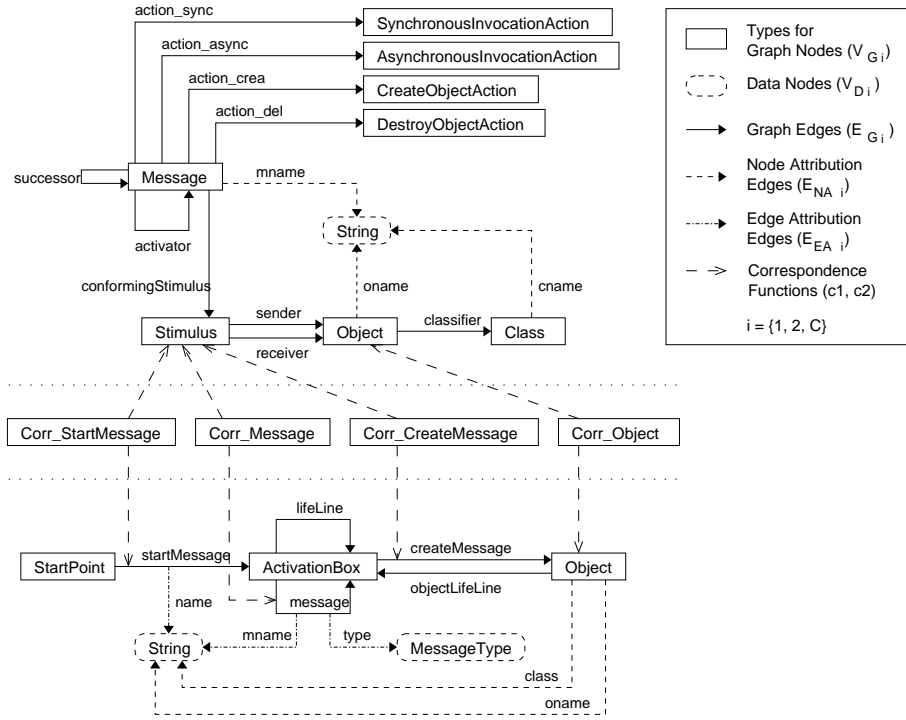 action_sync
SynchronousInvocationAction
action_async
AsynchronousInvocationAction
action_crea
CreateObjectAction
action_del
DestroyObjectAction
successor
Message
mname
activator
String
conformingStimulus
oname
cname
Stimulus
sender
receiver
Object
classifier
Class
Corr_StartMessage
Corr_Message
Corr_CreateMessage
Corr_Object
lifeLine
StartPoint
startMessage
ActivationBox
createMessage
objectLifeLine
Object
name
message
mname
type
String
MessageType
class
oname
Types for
Graph Nodes (V G i)
Data Nodes (V D i)
Graph Edges (E G i)
Node Attribution
Edges (E NA i)
Edge Attribution
Edges (E EA i)
Correspondence
Functions (c1, c2)
i = {1, 2, C}